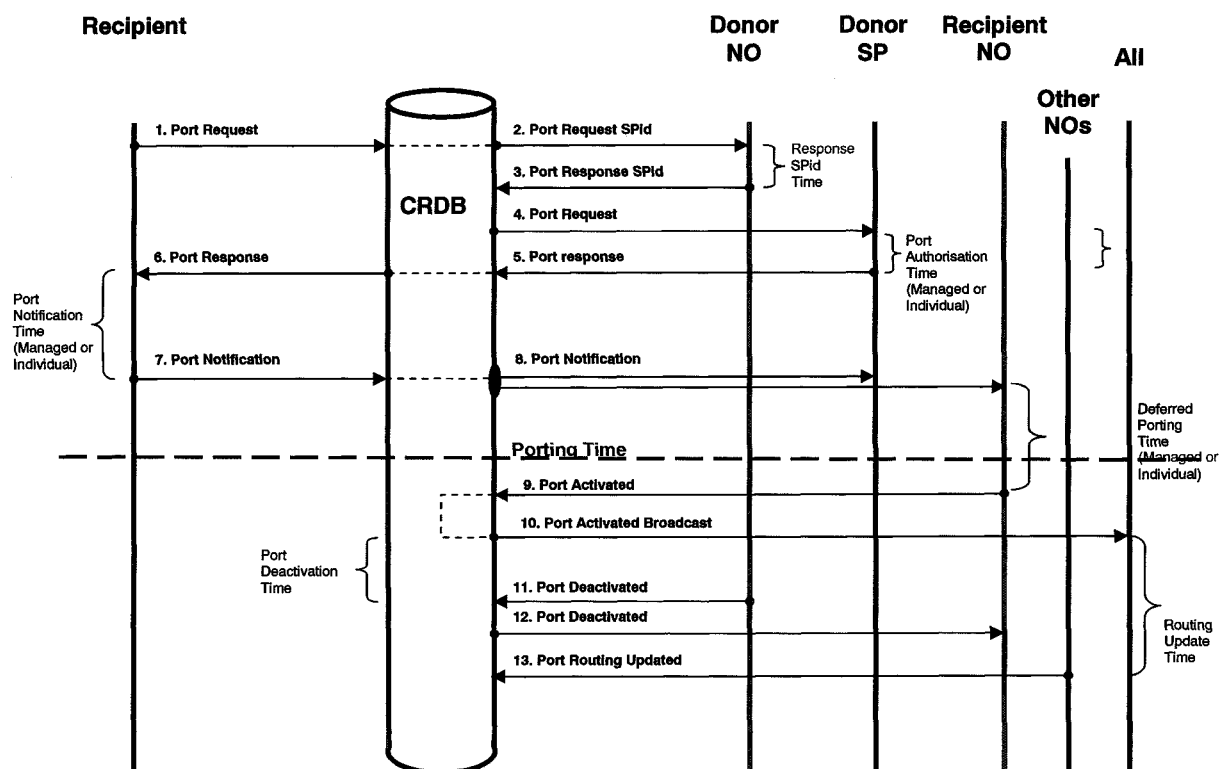 Recipient
Donor
NO
Donor
SP
Recipient
NO
All
Other
NOs
1. Port Request
2. Port Request SPid
Response
SPid
Time
3. Port Response SPid
CRDB
4. Port Request
Port
Authorisation
Time
(Managed or
Individual)
6. Port Response
5. Port response
Port
Notification
Time
(Managed or
Individual)
7. Port Notification
8. Port Notification
Deferred
Porting
Time
(Managed or
Individual)
Porting Time
9. Port Activated
10. Port Activated Broadcast
Port
Deactivation
Time
11. Port Deactivated
12. Port Deactivated
Routing
Update
Time
13. Port Routing Updated